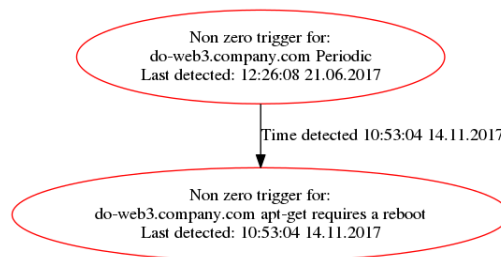 Non zero trigger for:
do-web3.company.com Periodic
Last detected: 12:26:08 21.06.2017
Time detected 10:53:04 14.11.2017
Non zero trigger for:
do-web3.company.com apt-get requires a reboot
Last detected: 10:53:04 14.11.2017